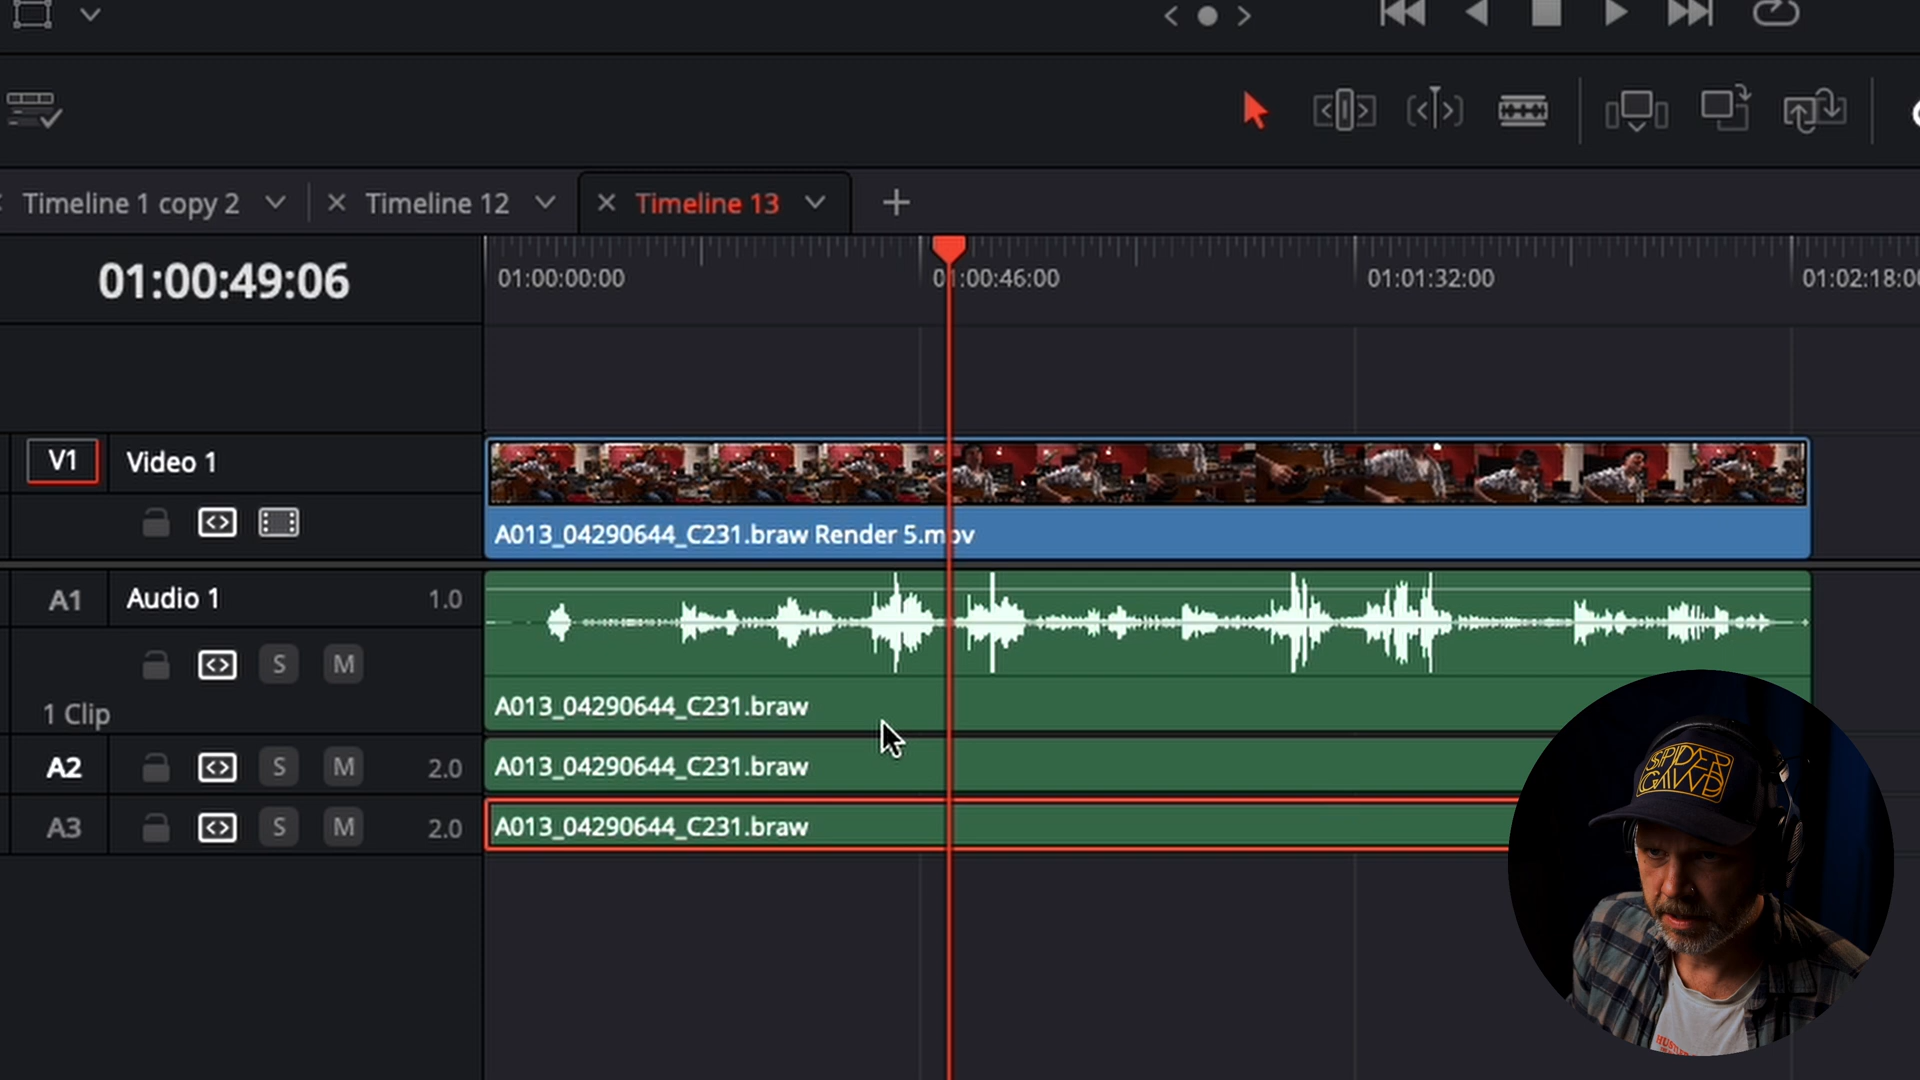 Timeline 1 copy 2
Timeline 12
Timeline 13
01:00:49:06
01:00:00:00
01:00:46:00
01:01:32:00
01:02:18:00
V1
Video 1
A013_04290644_C231.braw Render 5.mov
A1
Audio 1
1.0
S
M
1 Clip
A013_04290644_C231.braw
A2
S
M
2.0
A013_04290644_C231.braw
A3
S
M
2.0
A013_04290644_C231.braw
SPIDER
GAWD